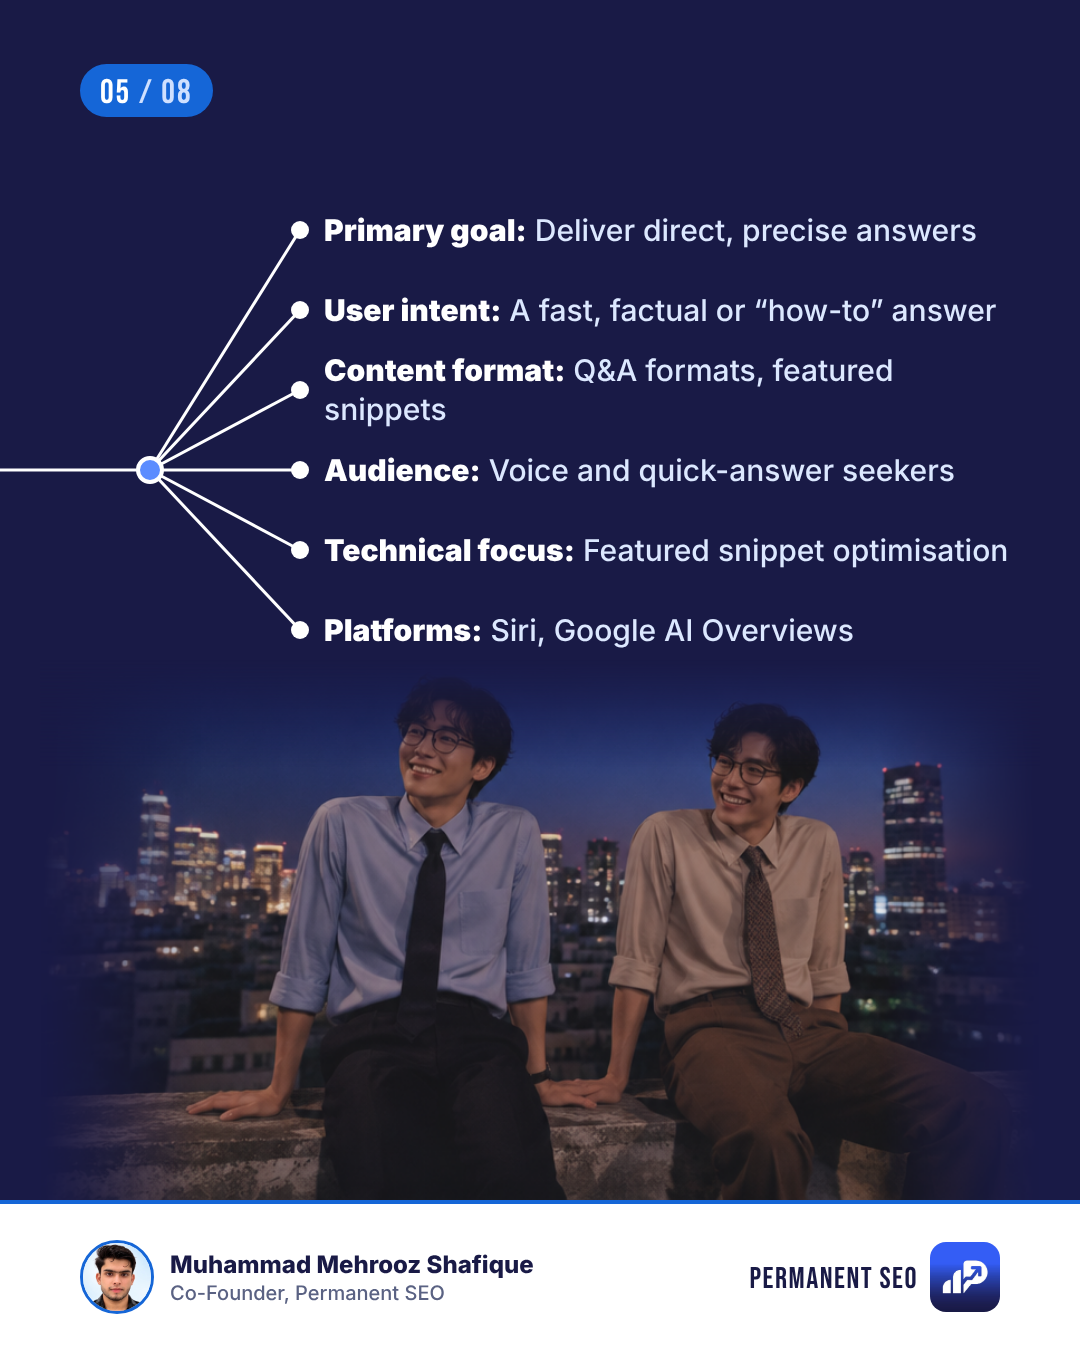 05 / 08
Primary goal: Deliver direct, precise answers
User intent: A fast, factual or “how-to” answer
Content format: Q&A formats, featured
snippets
Audience: Voice and quick-answer seekers
Technical focus: Featured snippet optimisation
Platforms: Siri, Google AI Overviews
Muhammad Mehrooz Shafique
Co-Founder, Permanent SEO
PERMANENT SEO